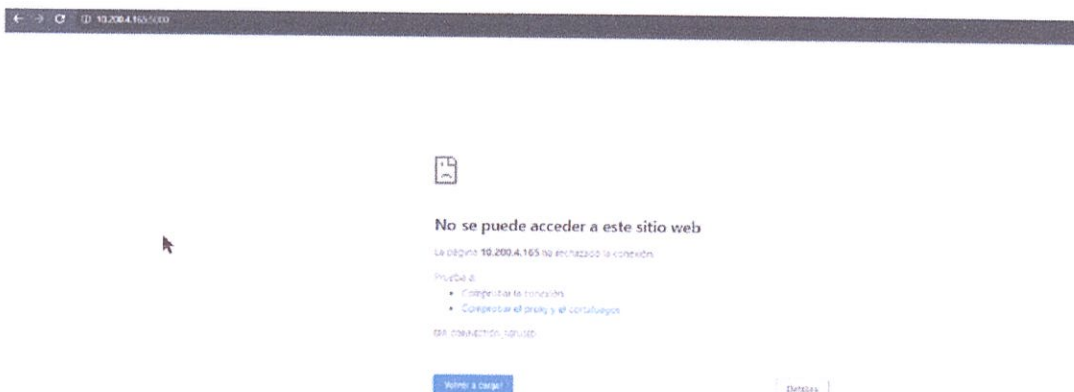 10.200.4.165:5000
No se puede acceder a este sitio web
La página 10.200.4.165 ha rechazado la conexión.
Prueba a:
• Comprobar la conexión
• Comprobar el proxy y el cortafuegos
ERR_CONNECTION_REFUSED
Volver a cargar
Detalles